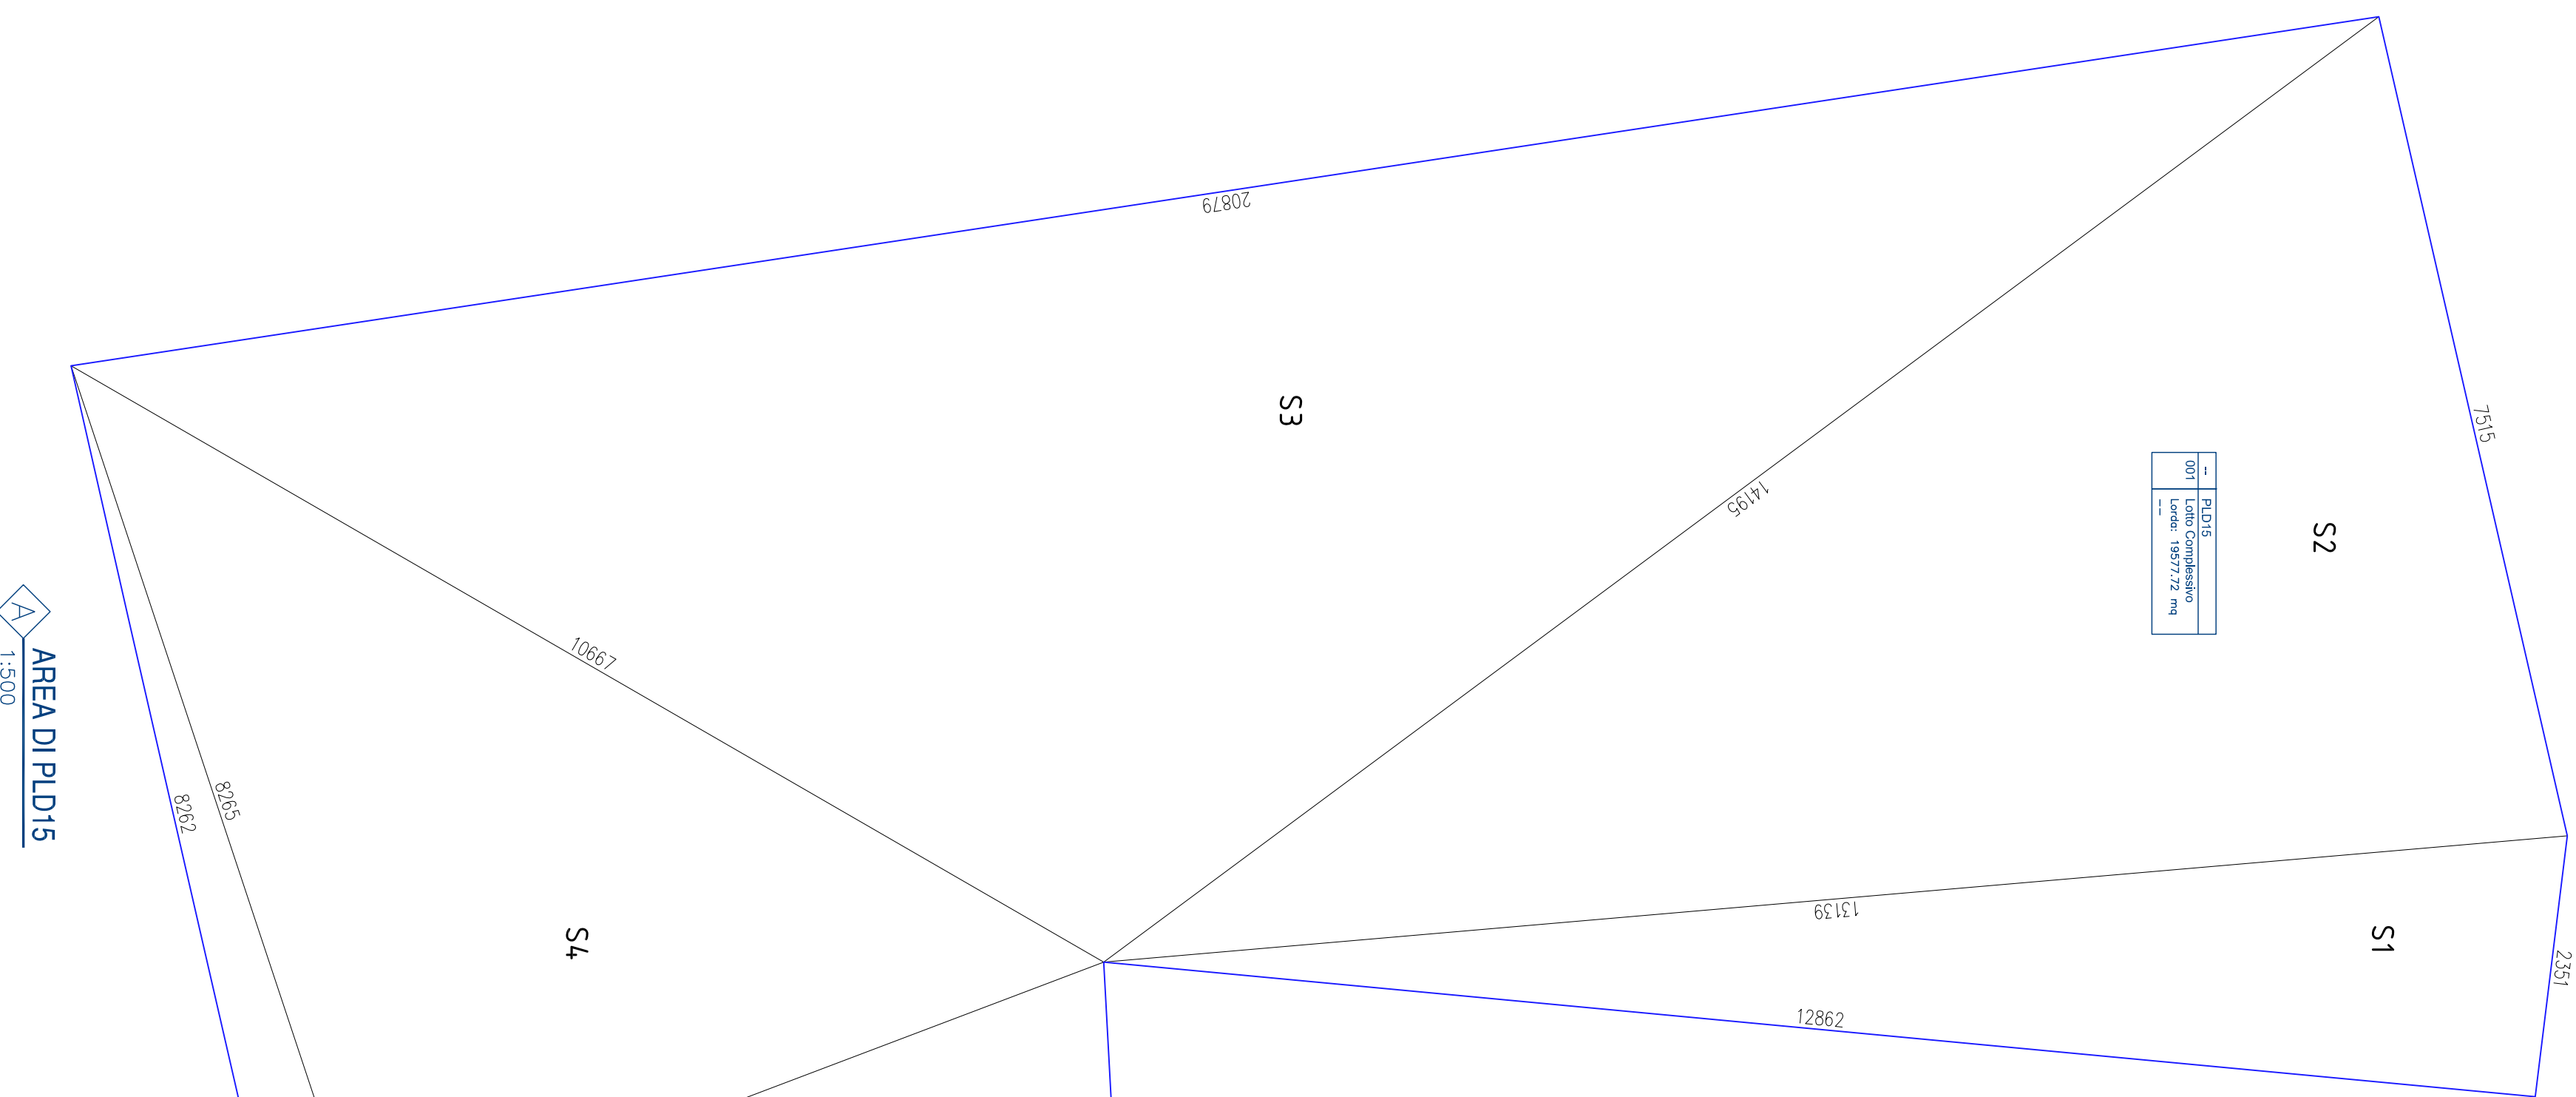 20879
7515
S3
S2
14195
--
PLD15
001
Lotto Complessivo
Lorda: 19577.72 mq
--
10667
13139
S1
2351
12862
8265
8262
S4
A
AREA DI PLD15
1:500